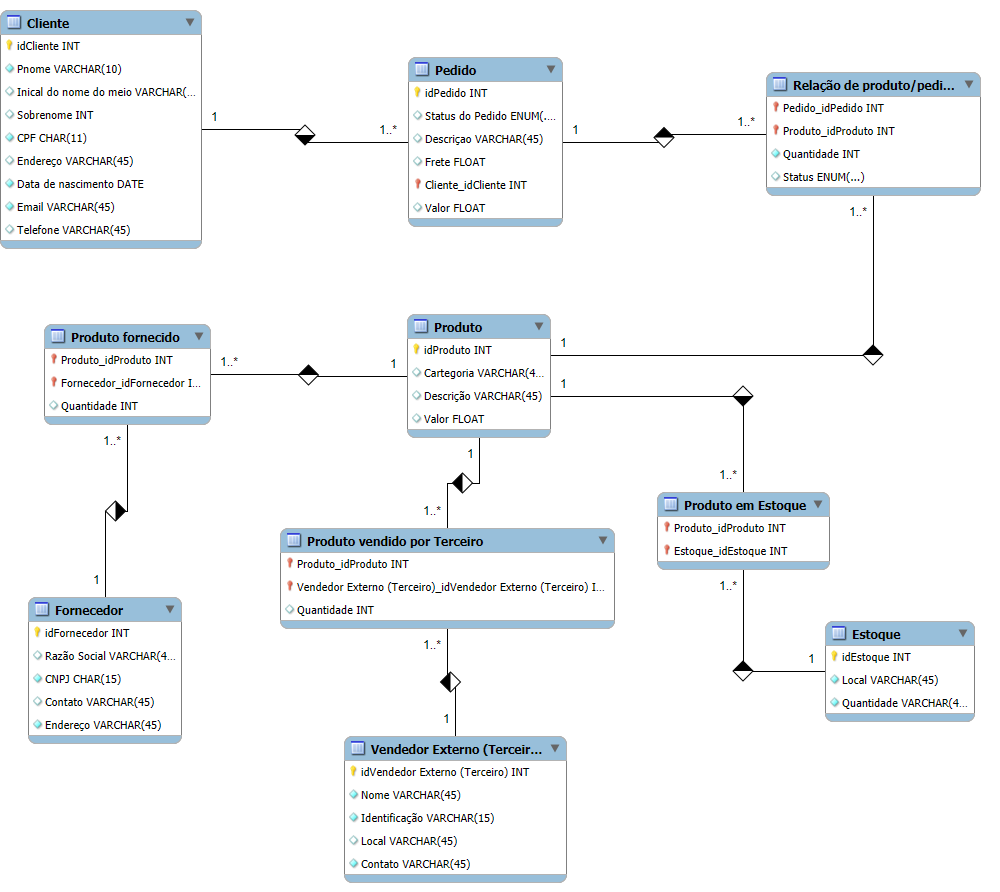 Cliente
idCliente INT
Pnome VARCHAR(10)
Inical do nome do meio VARCHAR(...
Sobrenome INT
CPF CHAR(11)
Endereço VARCHAR(45)
Data de nascimento DATE
Email VARCHAR(45)
Telefone VARCHAR(45)
1
1..*
Pedido
idPedido INT
Status do Pedido ENUM(...
Descriçao VARCHAR(45)
Frete FLOAT
Cliente_idCliente INT
Valor FLOAT
1
1..*
Relação de produto/pedi...
Pedido_idPedido INT
Produto_idProduto INT
Quantidade INT
Status ENUM(...)
1..*
1
Produto fornecido
Produto_idProduto INT
Fornecedor_idFornecedor I...
Quantidade INT
1..*
1
Produto
idProduto INT
Cartegoria VARCHAR(4...
Descrição VARCHAR(45)
Valor FLOAT
1
1..*
1
1..*
1..*
1
Fornecedor
idFornecedor INT
Razão Social VARCHAR(4...
CNPJ CHAR(15)
Contato VARCHAR(45)
Endereço VARCHAR(45)
Produto vendido por Terceiro
Produto_idProduto INT
Vendedor Externo (Terceiro)_idVendedor Externo (Terceiro) I...
Quantidade INT
1..*
1
Produto em Estoque
Produto_idProduto INT
Estoque_idEstoque INT
1..*
1
Estoque
idEstoque INT
Local VARCHAR(45)
Quantidade VARCHAR(4...
Vendedor Externo (Terceir...
idVendedor Externo (Terceiro) INT
Nome VARCHAR(45)
Identificação VARCHAR(15)
Local VARCHAR(45)
Contato VARCHAR(45)